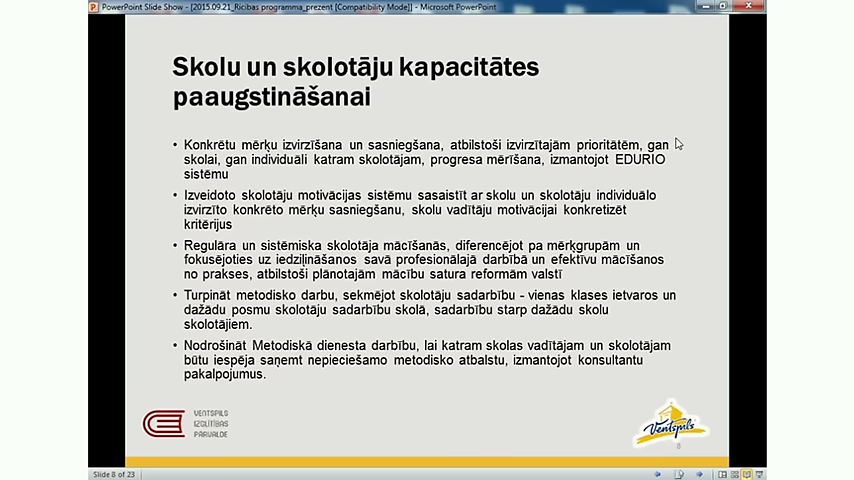 PowerPoint Slide Show - [2015.09.21_Ricibas programma_prezent [Compatibility Mode]] - Microsoft PowerPoint
Skolu un skolotāju kapacitātes
paaugstināšanai
• Konkrētu mērķu izvirzīšana un sasniegšana, atbilstoši izvirzītajām prioritātēm, gan
skolai, gan individuāli katram skolotājam, progresa mērīšana, izmantojot EDURIO
sistēmu
• Izveidoto skolotāju motivācijas sistēmu sasaistīt ar skolu un skolotāju individuālo
izvirzīto konkrēto mērķu sasniegšanu, skolu vadītāju motivācijai konkretizēt
kritērijus
• Regulāra un sistēmiska skolotāja mācīšanās, diferencējot pa mērķgrupām un
fokusējoties uz iedziļināšanos savā profesionālajā darbībā un efektīvu mācīšanos
no prakses, atbilstoši plānotajām mācību satura reformām valstī
• Turpināt metodisko darbu, sekmējot skolotāju sadarbību - vienas klases ietvaros un
dažādu posmu skolotāju sadarbību skolā, sadarbību starp dažādu skolu
skolotājiem.
• Nodrošināt Metodiskā dienesta darbību, lai katram skolas vadītājam un skolotājam
būtu iespēja saņemt nepieciešamo metodisko atbalstu, izmantojot konsultantu
pakalpojumus.
VENTSPILS
IZGLĪTĪBAS
PĀRVALDE
Ventspils
8
Slide 8 of 23